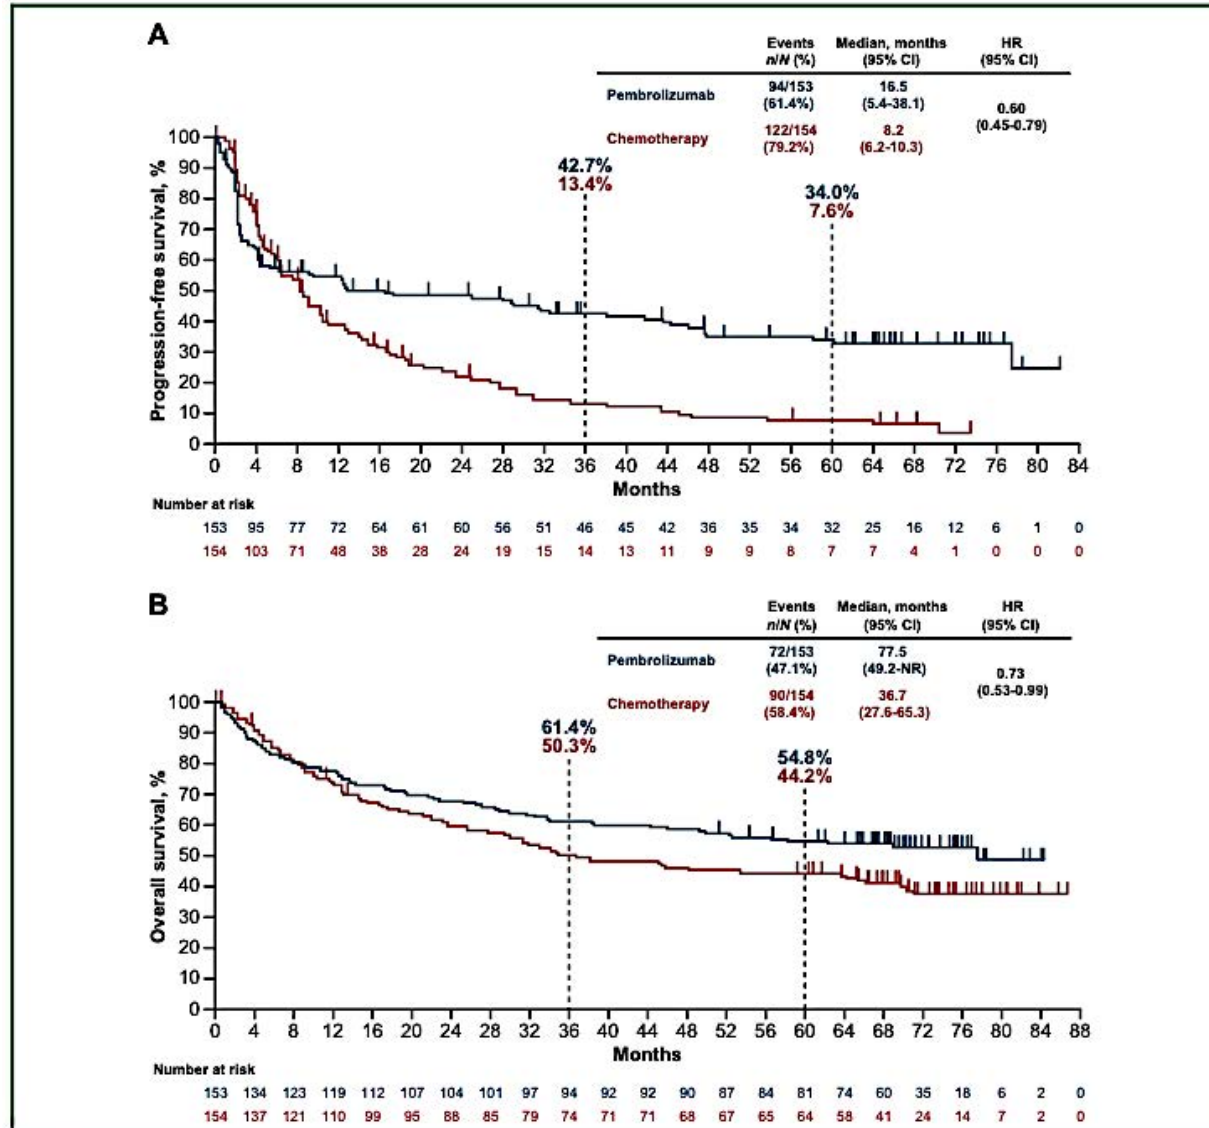 A
Events Median, months HR
n/N (%) (95% CI) (95% CI)
Pembrolizumab 94/153 16.5
(61.4%) (5.4-38.1)
0.60
(0.45-0.79)
Chemotherapy 122/154 8.2
(79.2%) (6.2-10.3)
42.7%
13.4%
34.0%
7.6%
Progression-free survival, %
100
90
80
70
60
50
40
30
20
10
0
0 4 8 12 16 20 24 28 32 36 40 44 48 52 56 60 64 68 72 76 80 84
Months
Number at risk
153 95 77 72 64 61 60 56 51 46 45 42 36 35 34 32 25 16 12 6 1 0
154 103 71 48 38 28 24 19 15 14 13 11 9 9 8 7 7 4 1 0 0 0
B
Events Median, months HR
n/N (%) (95% CI) (95% CI)
Pembrolizumab 72/153 77.5
(47.1%) (49.2-NR)
0.73
(0.53-0.99)
Chemotherapy 90/154 36.7
(58.4%) (27.6-65.3)
61.4%
50.3%
54.8%
44.2%
Overall survival, %
100
90
80
70
60
50
40
30
20
10
0
0 4 8 12 16 20 24 28 32 36 40 44 48 52 56 60 64 68 72 76 80 84 88
Months
Number at risk
153 134 123 119 112 107 104 101 97 94 92 92 90 87 84 81 74 60 35 18 6 2 0
154 137 121 110 99 95 88 85 79 74 71 71 68 67 65 64 58 41 24 14 7 2 0